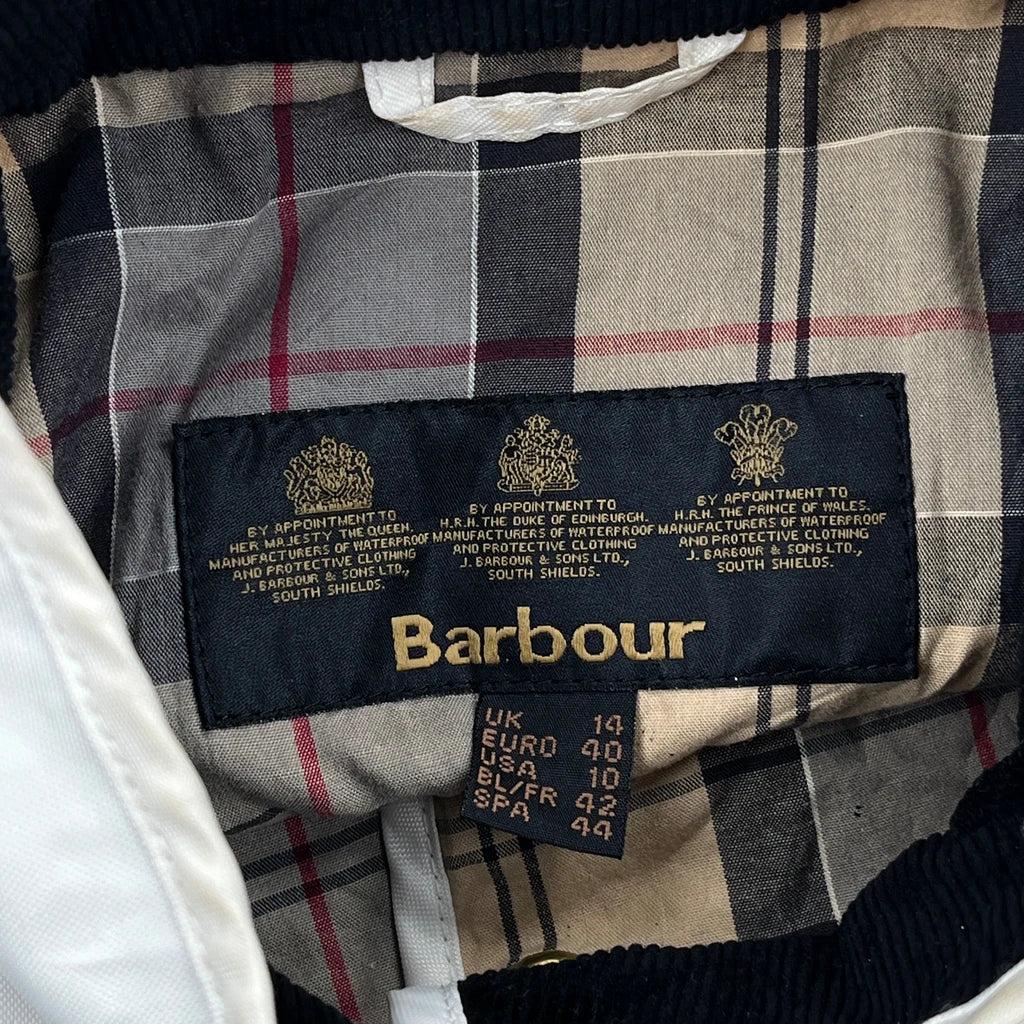 BY APPOINTMENT TO
HER MAJESTY THE QUEEN,
MANUFACTURERS OF WATERPROOF
AND PROTECTIVE CLOTHING
J. BARBOUR & SONS LTD.,
SOUTH SHIELDS.
BY APPOINTMENT TO
H.R.H. THE DUKE OF EDINBURGH,
MANUFACTURERS OF WATERPROOF
AND PROTECTIVE CLOTHING
J. BARBOUR & SONS LTD.,
SOUTH SHIELDS.
BY APPOINTMENT TO
H.R.H. THE PRINCE OF WALES.
MANUFACTURERS OF WATERPROOF
AND PROTECTIVE CLOTHING
J. BARBOUR & SONS LTD.,
SOUTH SHIELDS.
Barbour
UK 14
EURO 40
USA 10
BL/FR 42
SPA 44